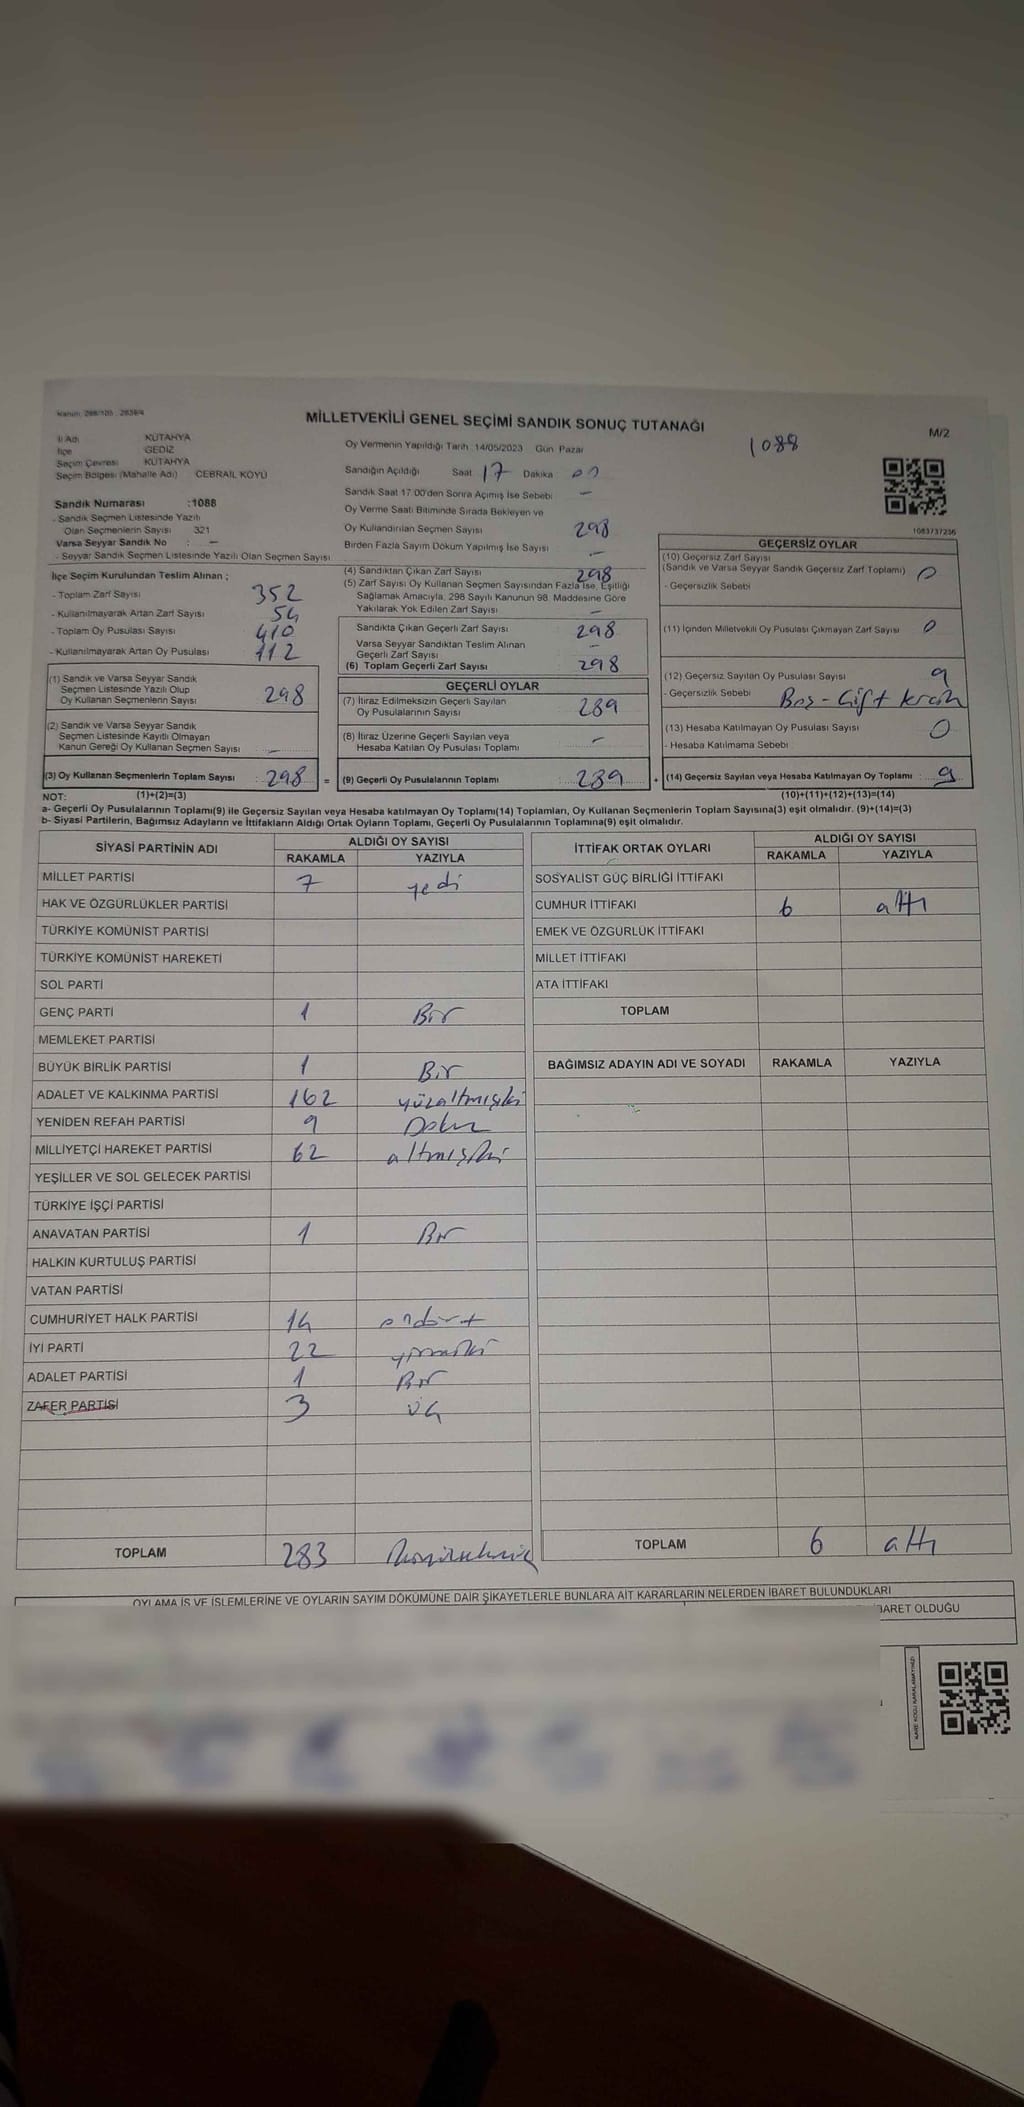 Kanun: 298/105 - 2839/4
MİLLETVEKİLİ GENEL SEÇİMİ SANDIK SONUÇ TUTANAĞI
M/2
İl Adı KÜTAHYA
İlçe GEDİZ
Seçim Çevresi KÜTAHYA
Seçim Bölgesi (Mahalle Adı) CEBRAİL KÖYÜ
Oy Vermenin Yapıldığı Tarih :14/05/2023 Gün Pazar
1088
Sandığın Açıldığı Saat 17 Dakika
Sandık Saat 17.00'den Sonra Açılmış İse Sebebi –
Oy Verme Saati Bitiminde Sırada Bekleyen ve
Oy Kullandırılan Seçmen Sayısı 298
Birden Fazla Sayım Döküm Yapılmış İse Sayısı –
Sandık Numarası :1088
- Sandık Seçmen Listesinde Yazılı
Olan Seçmenlerin Sayısı 321
Varsa Seyyar Sandık No : –
- Seyyar Sandık Seçmen Listesinde Yazılı Olan Seçmen Sayısı
1083737236
İlçe Seçim Kurulundan Teslim Alınan ;
- Toplam Zarf Sayısı 352
- Kullanılmayarak Artan Zarf Sayısı 54
- Toplam Oy Pusulası Sayısı 410
- Kullanılmayarak Artan Oy Pusulası 112
(4) Sandıktan Çıkan Zarf Sayısı 298
(5) Zarf Sayısı Oy Kullanan Seçmen Sayısından Fazla İse, Eşitliği
Sağlamak Amacıyla, 298 Sayılı Kanunun 98. Maddesine Göre
Yakılarak Yok Edilen Zarf Sayısı –
Sandıkta Çıkan Geçerli Zarf Sayısı 298
Varsa Seyyar Sandıktan Teslim Alınan
Geçerli Zarf Sayısı –
(6) Toplam Geçerli Zarf Sayısı 298
GEÇERSİZ OYLAR
(10) Geçersiz Zarf Sayısı
(Sandık ve Varsa Seyyar Sandık Geçersiz Zarf Toplamı) 0
- Geçersizlik Sebebi
(11) İçinden Milletvekili Oy Pusulası Çıkmayan Zarf Sayısı 0
(12) Geçersiz Sayılan Oy Pusulası Sayısı 9
- Geçersizlik Sebebi Boş - Çift
(13) Hesaba Katılmayan Oy Pusulası Sayısı 0
- Hesaba Katılmama Sebebi
(14) Geçersiz Sayılan veya Hesaba Katılmayan Oy Toplamı : 9
(10)+(11)+(12)+(13)=(14)
(1) Sandık ve Varsa Seyyar Sandık
Seçmen Listesinde Yazılı Olup
Oy Kullanan Seçmenlerin Sayısı 298
(2) Sandık ve Varsa Seyyar Sandık
Seçmen Listesinde Kayıtlı Olmayan
Kanun Gereği Oy Kullanan Seçmen Sayısı –
(3) Oy Kullanan Seçmenlerin Toplam Sayısı : 298 =
GEÇERLİ OYLAR
(7) İtiraz Edilmeksizin Geçerli Sayılan
Oy Pusulalarının Sayısı 289
(8) İtiraz Üzerine Geçerli Sayılan veya
Hesaba Katılan Oy Pusulası Toplamı –
(9) Geçerli Oy Pusulalarının Toplamı : 289 +
NOT: (1)+(2)=(3)
a- Geçerli Oy Pusulaları Toplamı(9) ile Geçersiz Sayılan veya Hesaba katılmayan Oy Toplamı(14) Toplamları, Oy Kullanan Seçmenlerin Toplam Sayısına(3) eşit olmalıdır. (9)+(14)=(3)
b- Siyasi Partilerin, Bağımsız Adayların ve İttifakların Aldığı Ortak Oyların Toplamı, Geçerli Oy Pusulalarının Toplamına(9) eşit olmalıdır.
SİYASİ PARTİNİN ADI ALDIĞI OY SAYISI
RAKAMLA YAZIYLA
MİLLET PARTİSİ 7 yedi
HAK VE ÖZGÜRLÜKLER PARTİSİ
TÜRKİYE KOMÜNİST PARTİSİ
TÜRKİYE KOMÜNİST HAREKETİ
SOL PARTİ
GENÇ PARTİ 1 Bir
MEMLEKET PARTİSİ
BÜYÜK BİRLİK PARTİSİ 1 Bir
ADALET VE KALKINMA PARTİSİ 162 yüzaltmışiki
YENİDEN REFAH PARTİSİ 9 Dokuz
MİLLİYETÇİ HAREKET PARTİSİ 62 altmışiki
YEŞİLLER VE SOL GELECEK PARTİSİ
TÜRKİYE İŞÇİ PARTİSİ
ANAVATAN PARTİSİ 1 Bir
HALKIN KURTULUŞ PARTİSİ
VATAN PARTİSİ
CUMHURİYET HALK PARTİSİ 14 ondört
İYİ PARTİ 22 yirmiiki
ADALET PARTİSİ 1 Bir
ZAFER PARTİSİ 3 üç
TOPLAM 283
İTTİFAK ORTAK OYLARI ALDIĞI OY SAYISI
RAKAMLA YAZIYLA
SOSYALİST GÜÇ BİRLİĞİ İTTİFAKI
CUMHUR İTTİFAKI 6 altı
EMEK VE ÖZGÜRLÜK İTTİFAKI
MİLLET İTTİFAKI
ATA İTTİFAKI
TOPLAM
BAĞIMSIZ ADAYIN ADI VE SOYADI RAKAMLA YAZIYLA
TOPLAM 6 altı
OYLAMA İŞ VE İŞLEMLERİNE VE OYLARIN SAYIM DÖKÜMÜNE DAİR ŞİKAYETLERLE BUNLARA AİT KARARLARIN NELERDEN İBARET BULUNDUKLARI
İBARET OLDUĞU
KARE KODU KARALAMAYINIZ!